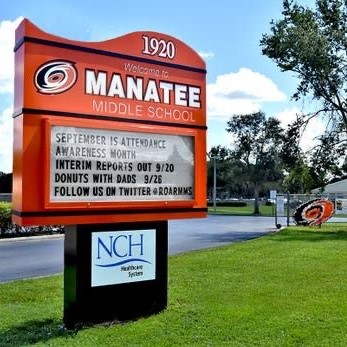 1920
Welcome to
MANATEE
MIDDLE SCHOOL
SEPTEMBER IS ATTENDANCE
AWARENESS MONTH
INTERIM REPORTS OUT 9/20
DONUTS WITH DADS 9/26
FOLLOW US ON TWITTER @ROARMMS
NCH
Healthcare
System